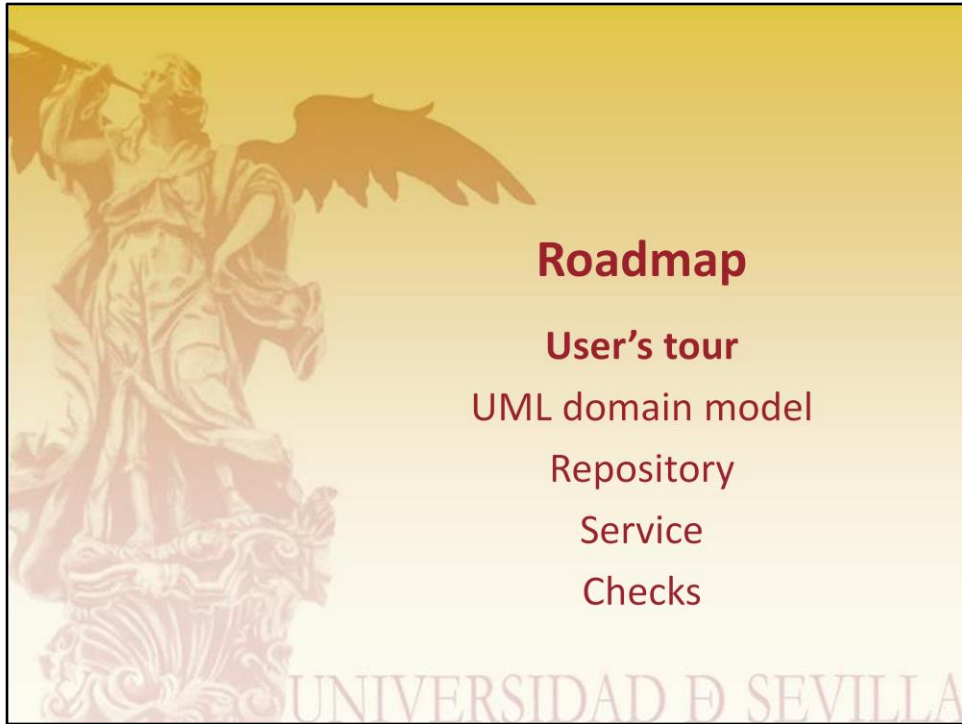 Roadmap
User’s tour
UML domain model
Repository
Service
Checks
UNIVERSIDAD Đ SEVILLA